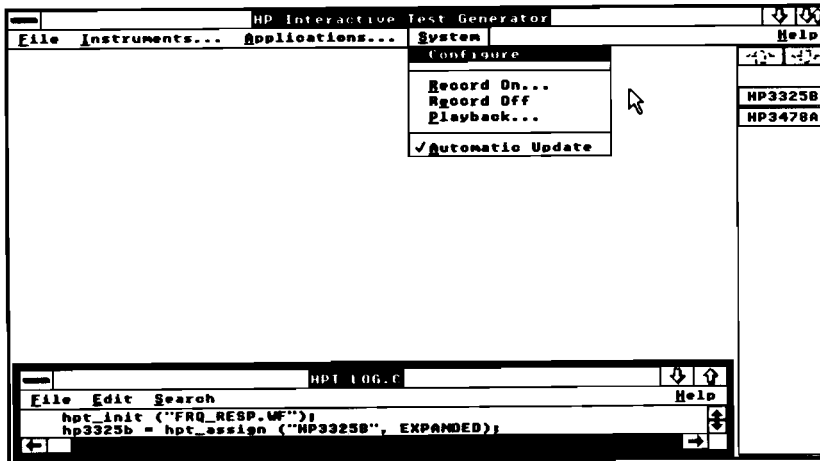 HP Interactive Test Generator
File Instruments... Applications... System Help
Configure
Record On...
Record Off
Playback...
✓Automatic Update
HP3325B
HP3478A
HPT LOG.C
File Edit Search Help
hpt_init ("FRQ_RESP.WF");
hp3325b = hpt_assign ("HP3325B", EXPANDED);